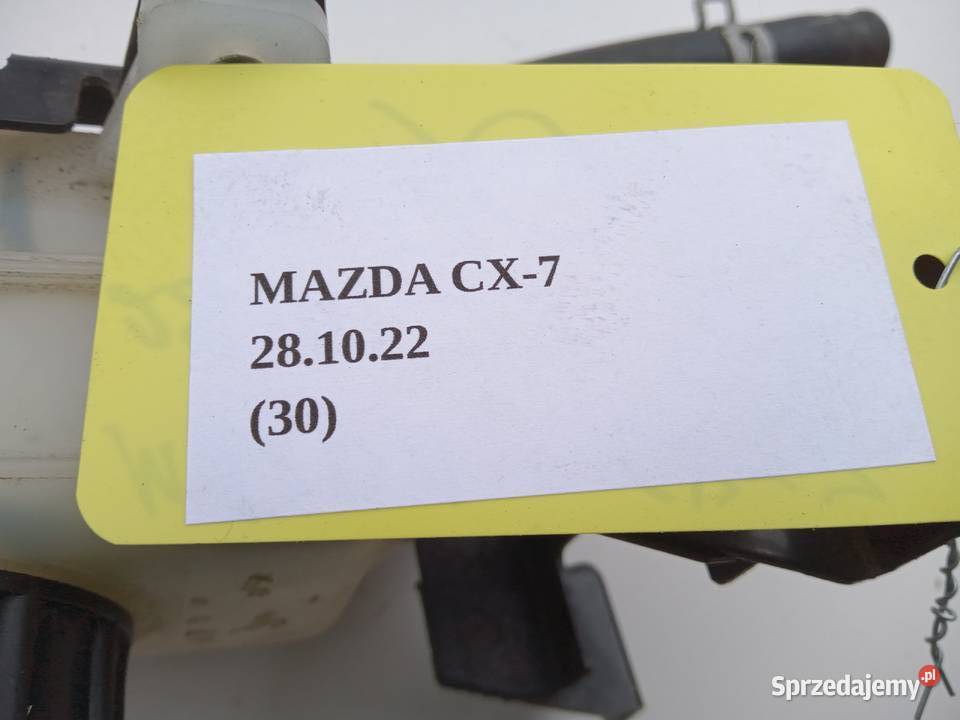 MAZDA CX-7
28.10.22
(30)
Sprzedajemy.pl